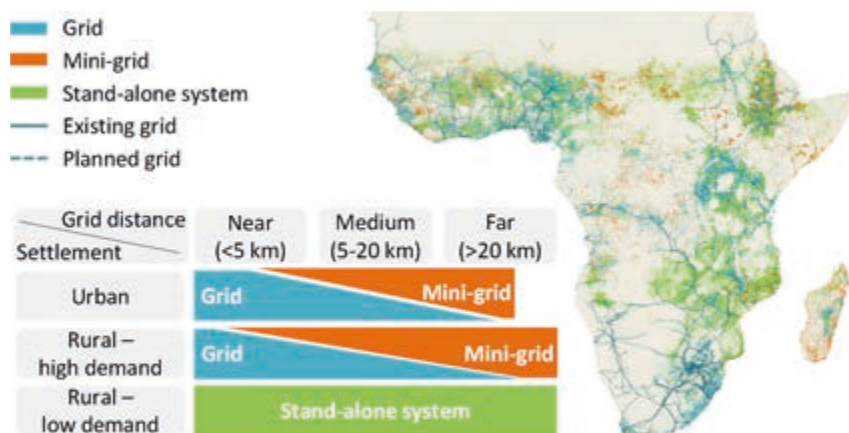 Grid
Mini-grid
Stand-alone system
Existing grid
Planned grid
Grid distance
Settlement
Near
(<5 km)
Medium
(5-20 km)
Far
(>20 km)
Urban
Grid
Mini-grid
Rural –
high demand
Grid
Mini-grid
Rural –
low demand
Stand-alone system